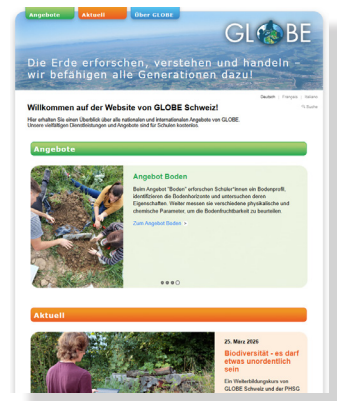 Angebote Aktuell Über GLOBE
GLOBE
Die Erde erforschen, verstehen und handeln –
wir befähigen alle Generationen dazu!
Deutsch | Français | Italiano
Suche
Willkommen auf der Website von GLOBE Schweiz!
Hier erhalten Sie einen Überblick über alle nationalen und internationalen Angebote von GLOBE.
Unsere vielfältigen Dienstleistungen und Angebote sind für Schulen kostenlos.
Angebote
Angebot Boden
Beim Angebot "Boden" erforschen Schüler*innen ein Bodenprofil,
identifizieren die Bodenhorizonte und untersuchen deren
Eigenschaften. Weiter messen sie verschiedene physikalische und
chemische Parameter, um die Bodenfruchtbarkeit zu beurteilen.
Zum Angebot Boden
Aktuell
25. März 2026
Biodiversität - es darf
etwas unordentlich
sein
Ein Weiterbildungskurs von
GLOBE Schweiz und der PHSG